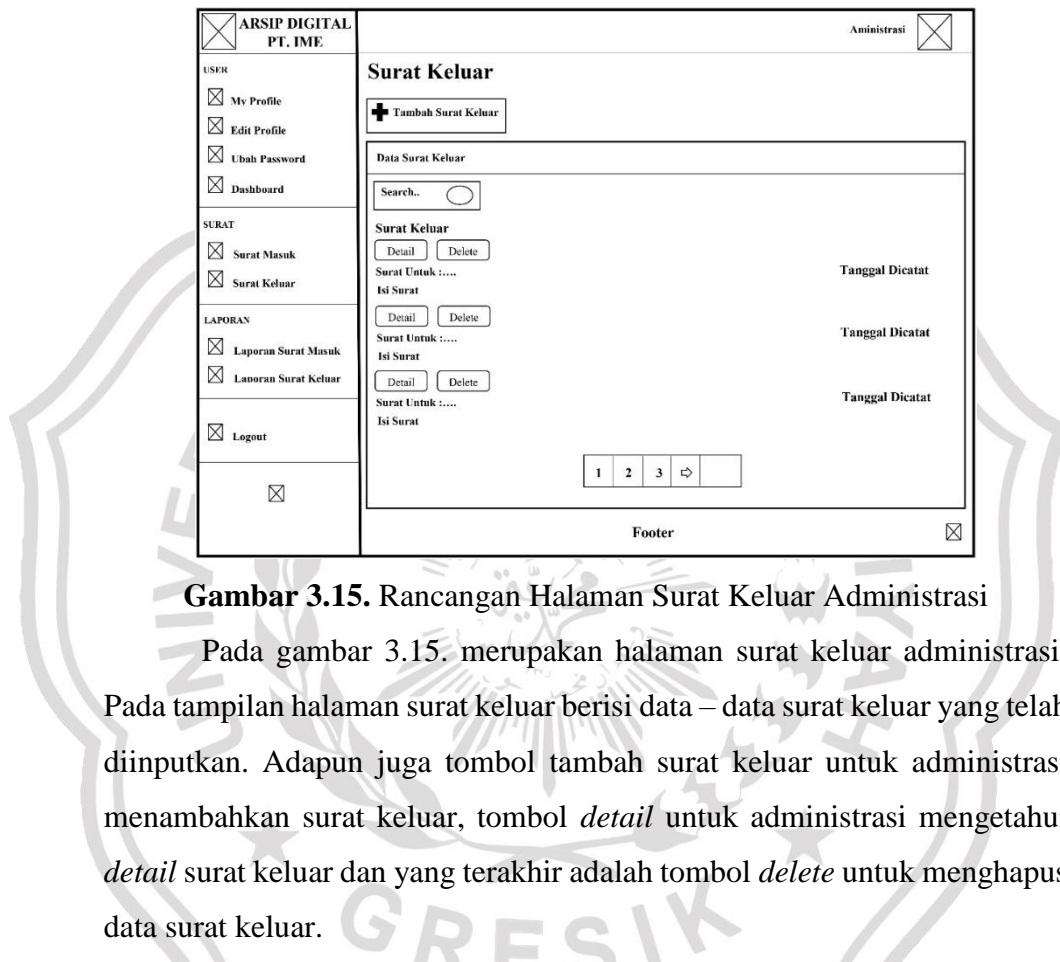 ARSIP DIGITAL
PT. IME
Aministrasi
USER
My Profile
Edit Profile
Ubah Password
Dashboard
SURAT
Surat Masuk
Surat Keluar
LAPORAN
Laporan Surat Masuk
Laporan Surat Keluar
Logout
Surat Keluar
Tambah Surat Keluar
Data Surat Keluar
Search..
Surat Keluar
Detail Delete
Surat Untuk :....
Tanggal Dicatat
Isi Surat
Detail Delete
Surat Untuk :....
Tanggal Dicatat
Isi Surat
Detail Delete
Surat Untuk :....
Tanggal Dicatat
Isi Surat
1 2 3
Footer
Gambar 3.15. Rancangan Halaman Surat Keluar Administrasi
Pada gambar 3.15. merupakan halaman surat keluar administrasi
Pada tampilan halaman surat keluar berisi data – data surat keluar yang telah
diinputkan. Adapun juga tombol tambah surat keluar untuk administras
menambahkan surat keluar, tombol detail untuk administrasi mengetahu
detail surat keluar dan yang terakhir adalah tombol delete untuk menghapus
data surat keluar.
GRESIK